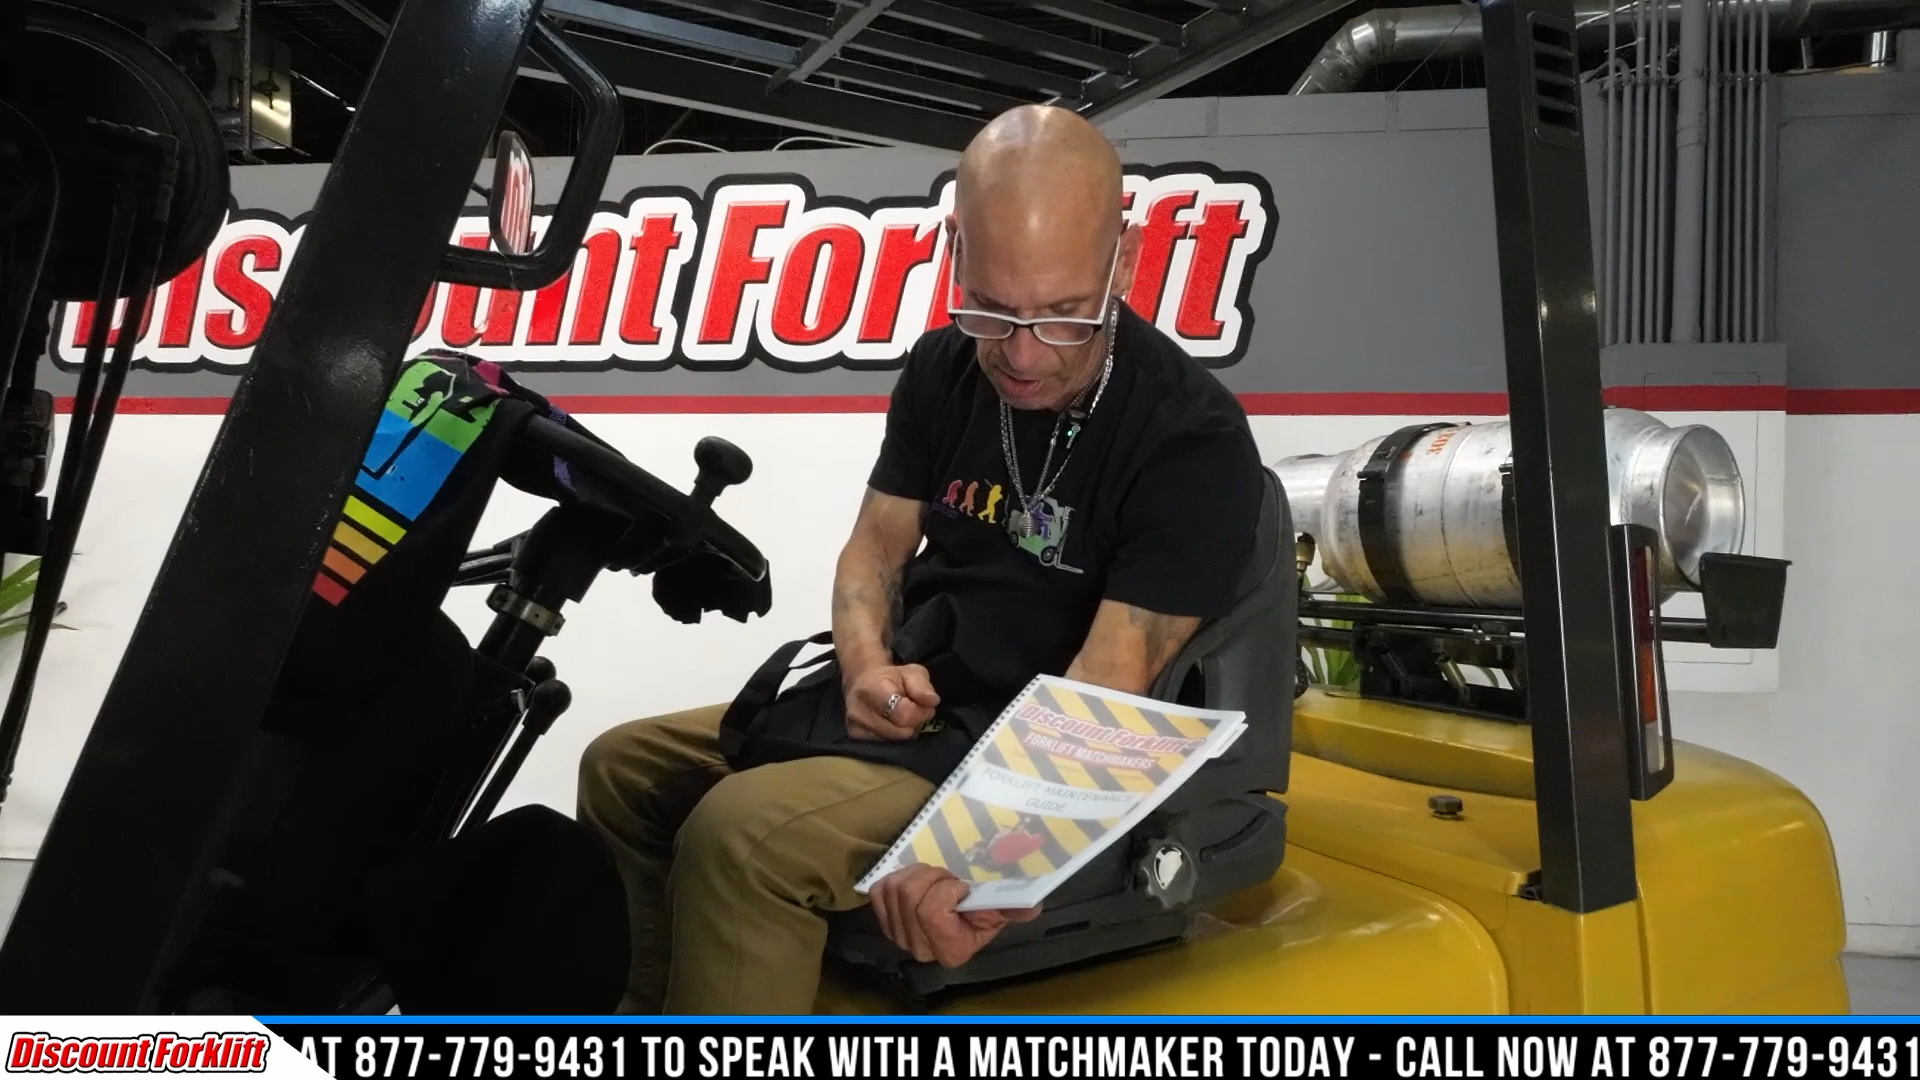 Discount Forklift
Discount Forklift
FORKLIFT MATCHMAKERS
FORKLIFT MAINTENANCE
GUIDE
Discount Forklift
AT 877-779-9431 TO SPEAK WITH A MATCHMAKER TODAY - CALL NOW AT 877-779-9431